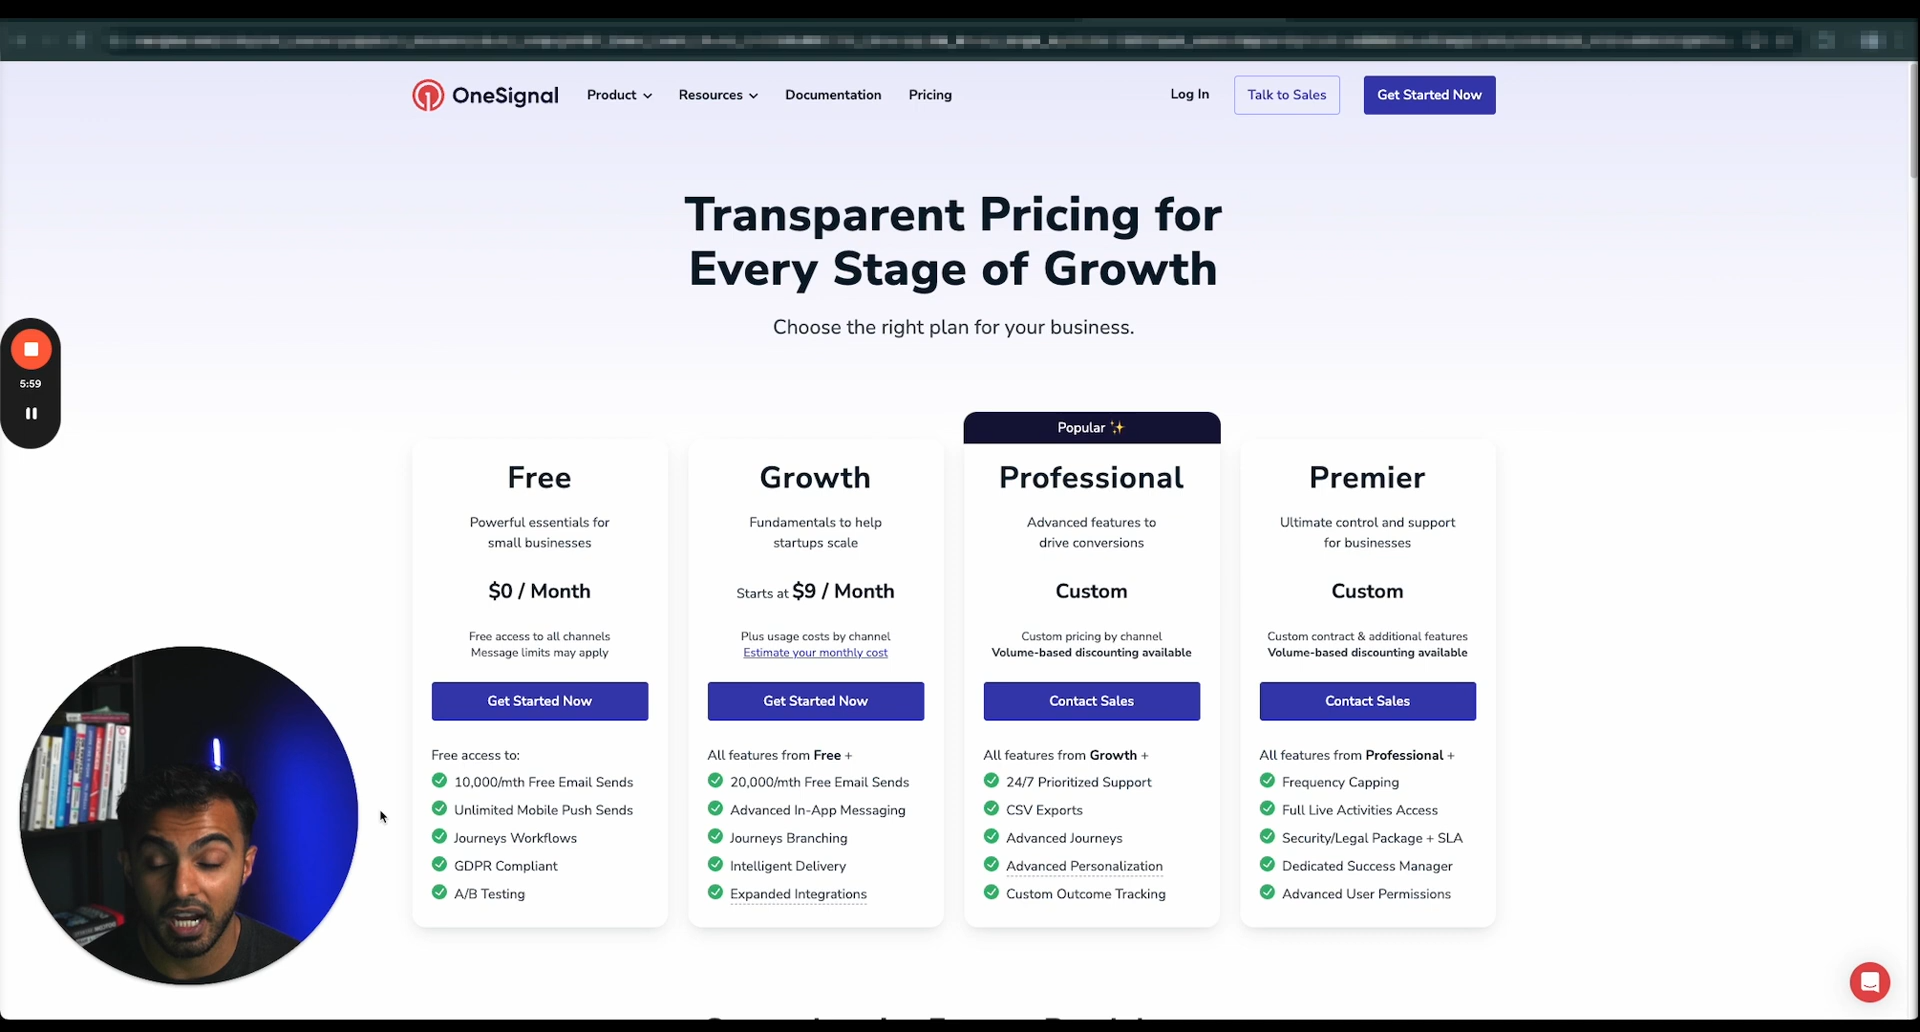 OneSignal
Product
Resources
Documentation
Pricing
Log In
Talk to Sales
Get Started Now
Transparent Pricing for
Every Stage of Growth
Choose the right plan for your business.
5:59
Free
Powerful essentials for
small businesses
$0 / Month
Free access to all channels
Message limits may apply
Get Started Now
Free access to:
10,000/mth Free Email Sends
Unlimited Mobile Push Sends
Journeys Workflows
GDPR Compliant
A/B Testing
Growth
Fundamentals to help
startups scale
Starts at $9 / Month
Plus usage costs by channel
Estimate your monthly cost
Get Started Now
All features from Free +
20,000/mth Free Email Sends
Advanced In-App Messaging
Journeys Branching
Intelligent Delivery
Expanded Integrations
Popular ✨
Professional
Advanced features to
drive conversions
Custom
Custom pricing by channel
Volume-based discounting available
Contact Sales
All features from Growth +
24/7 Prioritized Support
CSV Exports
Advanced Journeys
Advanced Personalization
Custom Outcome Tracking
Premier
Ultimate control and support
for businesses
Custom
Custom contract & additional features
Volume-based discounting available
Contact Sales
All features from Professional +
Frequency Capping
Full Live Activities Access
Security/Legal Package + SLA
Dedicated Success Manager
Advanced User Permissions